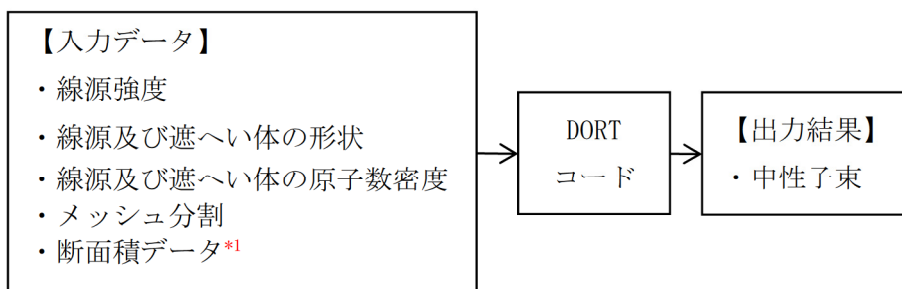 【入力データ】
・線源強度
・線源及び遮へい体の形状
・線源及び遮へい体の原子数密度
・メッシュ分割
・断面積データ*1
DORT
コード
【出力結果】
・中性子束